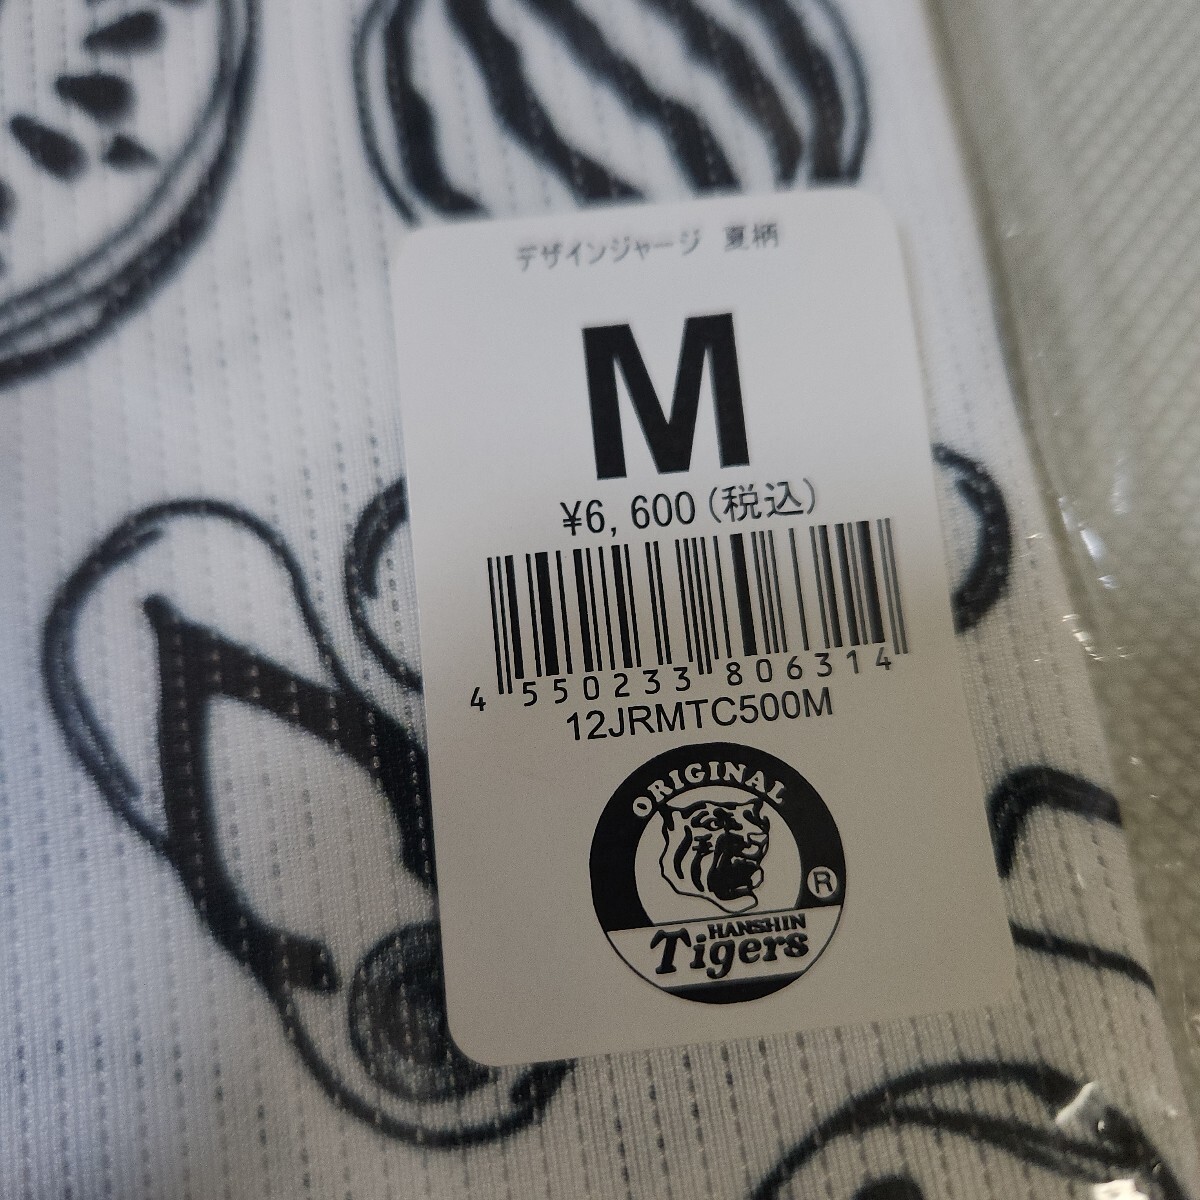 デザインジャージ 夏柄
M
¥6,600(税込)
4 550233 806314
12JRMTC500M
ORIGINAL
®
HANSHIN
Tigers